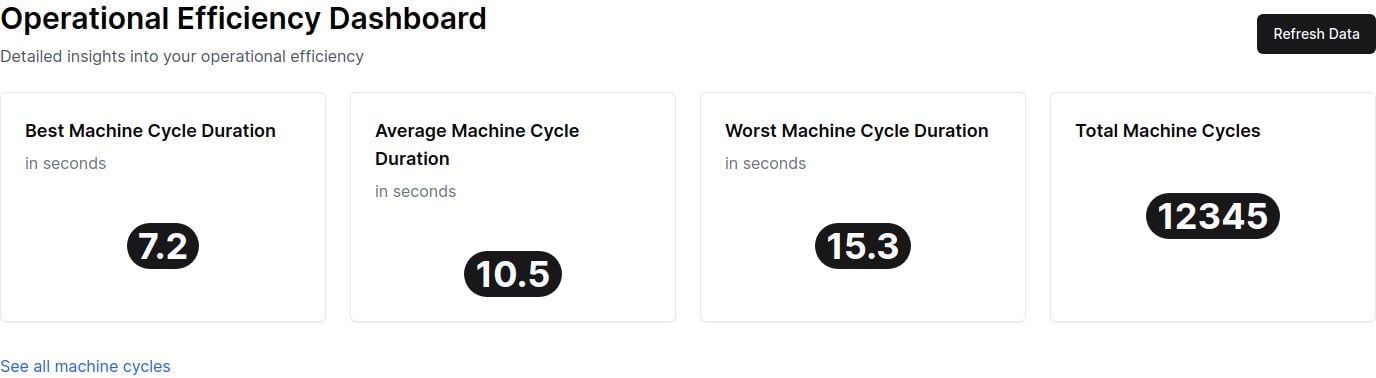 Operational Efficiency Dashboard
Detailed insights into your operational efficiency
Refresh Data
Best Machine Cycle Duration
in seconds
7.2
Average Machine Cycle
Duration
in seconds
10.5
Worst Machine Cycle Duration
in seconds
15.3
Total Machine Cycles
12345
See all machine cycles